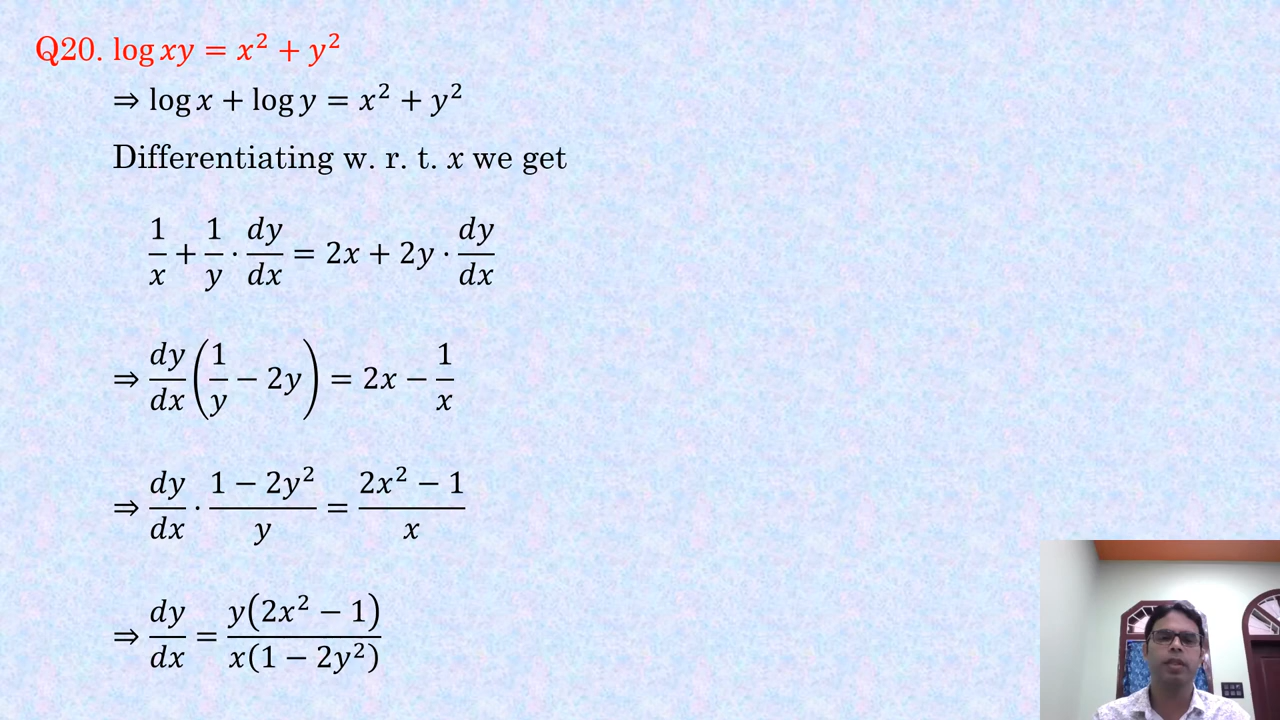 Q20. log xy = x² + y²
⇒ log x + log y = x² + y²
Differentiating w. r. t. x we get
1/x + 1/y · dy/dx = 2x + 2y · dy/dx
⇒ dy/dx (1/y − 2y) = 2x − 1/x
⇒ dy/dx · (1 − 2y²)/y = (2x² − 1)/x
⇒ dy/dx = y(2x² − 1)/x(1 − 2y²)